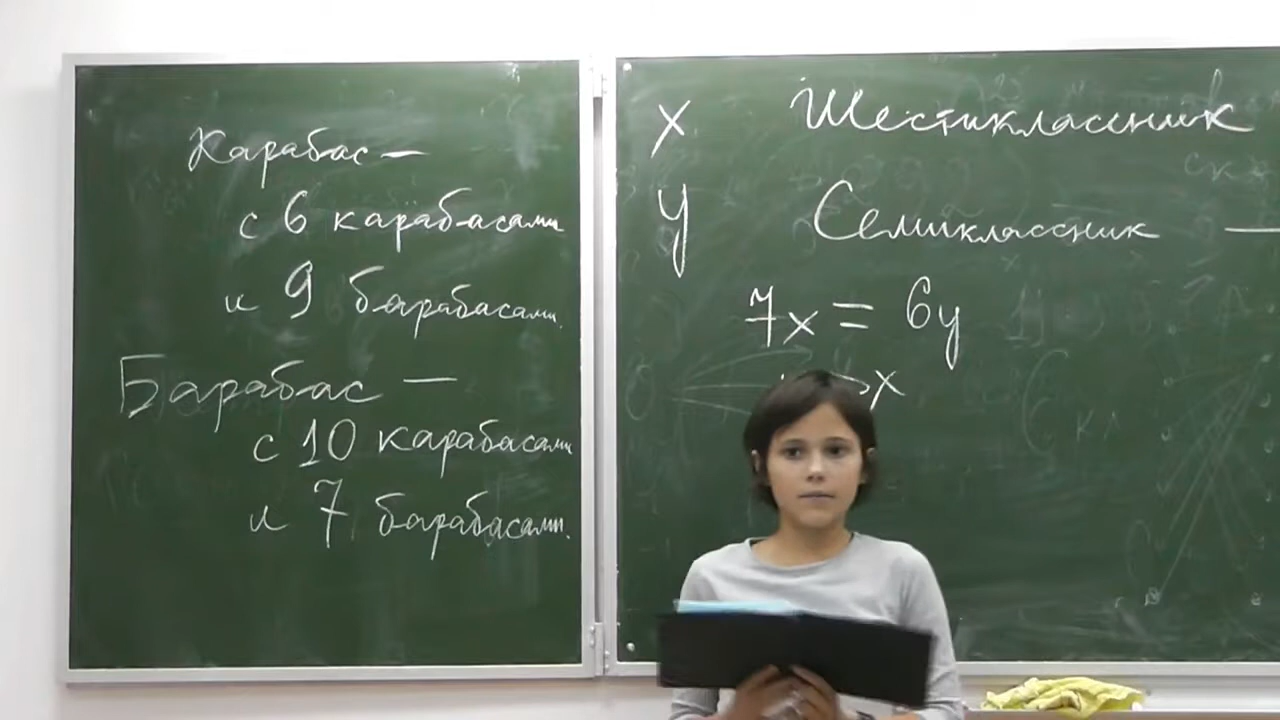 Карабас —
с 6 карабасами
и 9 барабасами.
Барабас —
с 10 карабасами
и 7 барабасами.
x Шестиклассник
y Семиклассник —
7x = 6y
x